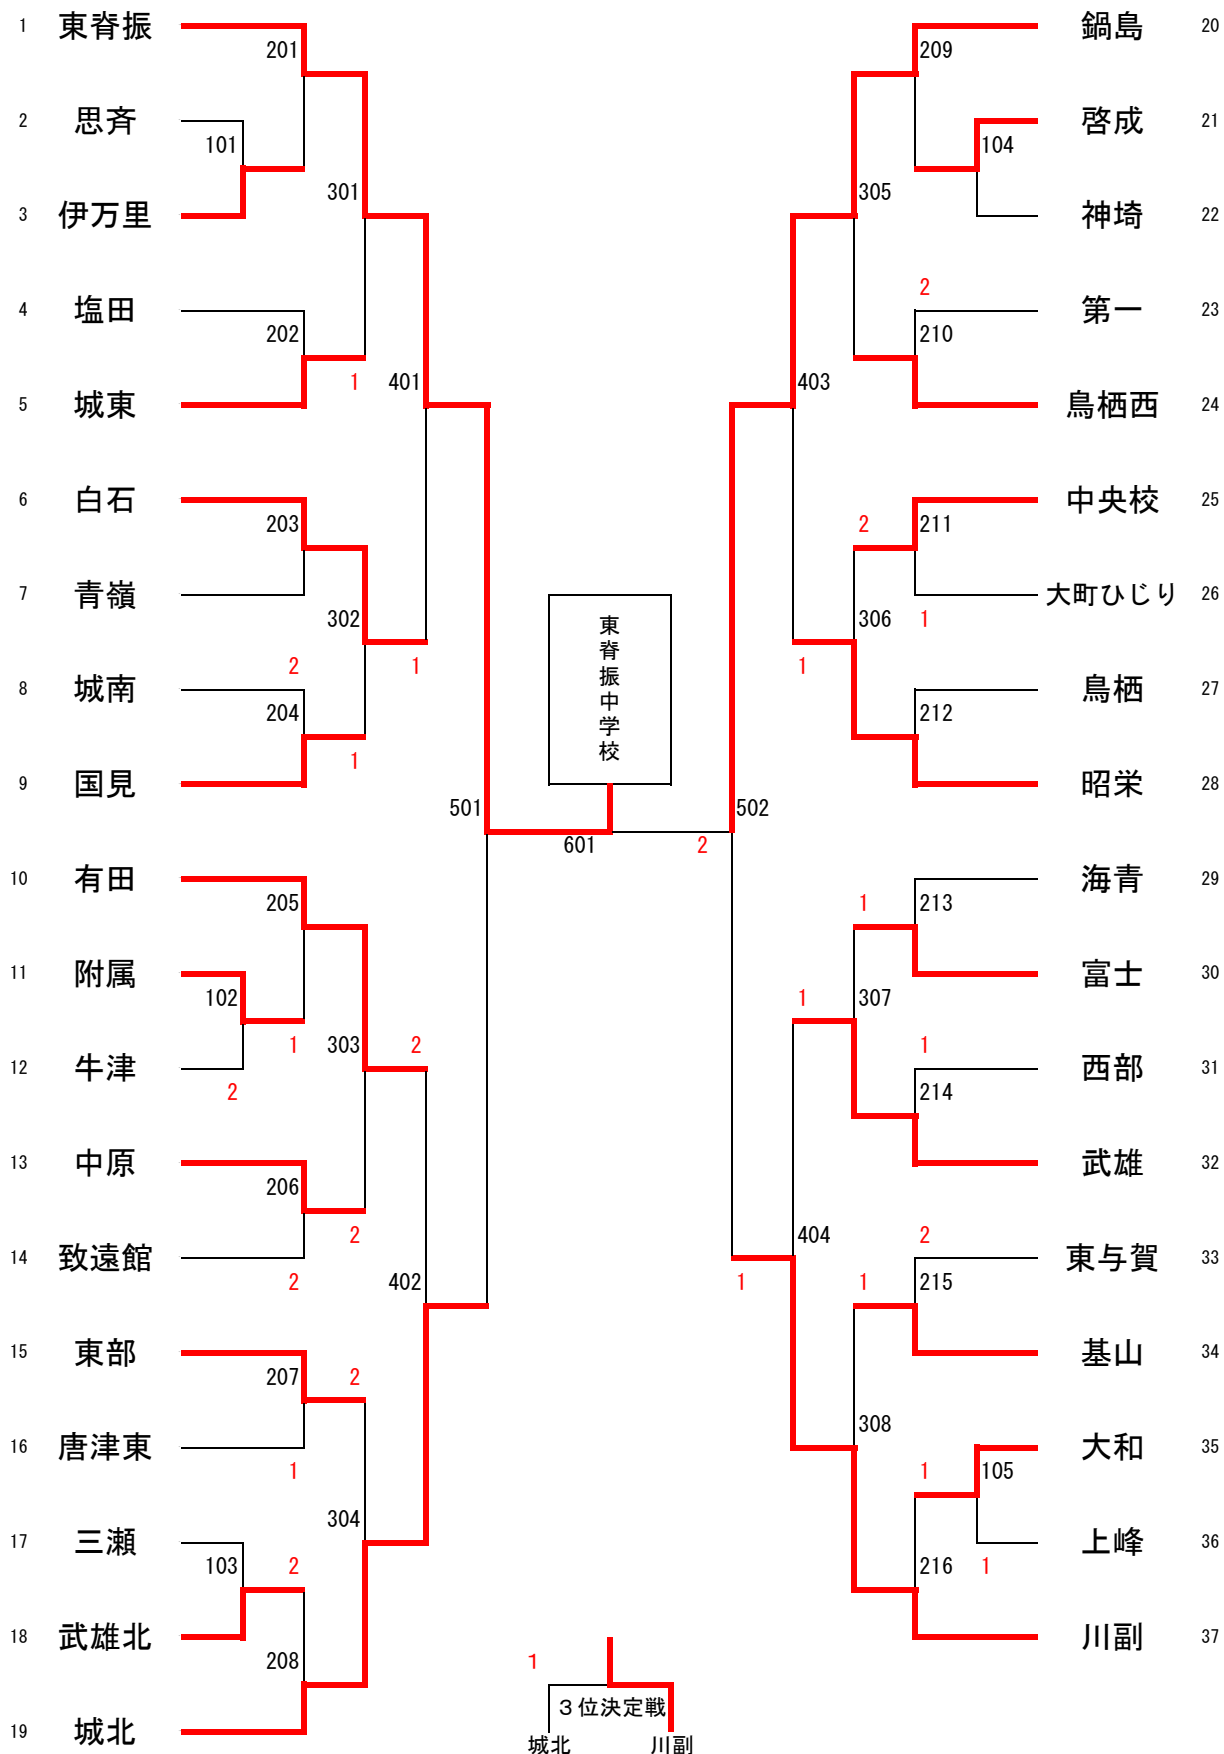 1 東脊振
201
2 思斉
101
3 伊万里
301
4 塩田
202
1
401
5 城東
6 白石
203
7 青嶺
302
2
1
8 城南
204
1
9 国見
501
10 有田
205
11 附属
102
1
303
2
12 牛津
2
13 中原
206
2
14 致遠館
2
402
15 東部
207
2
16 唐津東
1
304
17 三瀬
103
2
18 武雄北
208
19 城北
東脊振中学校
601
2
鍋島 20
209
啓成 21
104
305
神埼 22
2
第一 23
210
403
鳥栖西 24
中央校 25
2
211
大町ひじり 26
306
1
1
鳥栖 27
212
昭栄 28
502
海青 29
1
213
富士 30
1
307
1
西部 31
214
武雄 32
404
2
東与賀 33
1
1
215
基山 34
308
大和 35
1
105
上峰 36
216
1
川副 37
1
3位決定戦
城北 川副